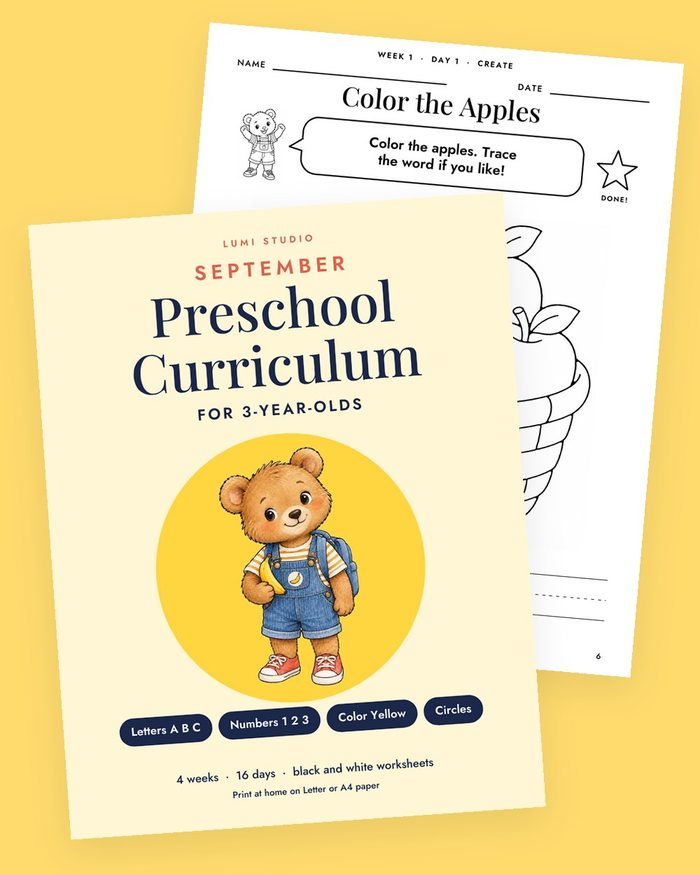 WEEK 1 · DAY 1 · CREATE
NAME
DATE
Color the Apples
Color the apples. Trace
the word if you like!
DONE!
6
LUMI STUDIO
SEPTEMBER
Preschool
Curriculum
FOR 3-YEAR-OLDS
Letters A B C
Numbers 1 2 3
Color Yellow
Circles
4 weeks · 16 days · black and white worksheets
Print at home on Letter or A4 paper